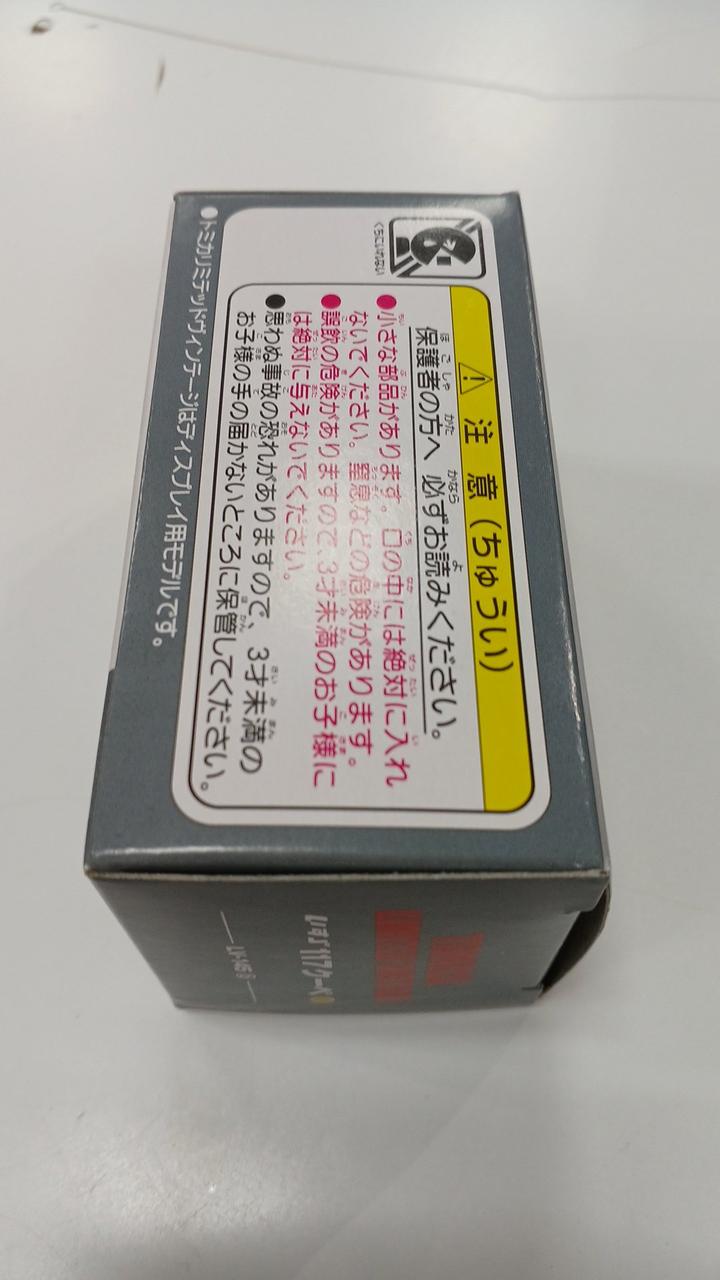 くちにいれない
注 意 (ちゅうい)
保護者の方へ 必ずお読みください。
●小さな部品があります。口の中には絶対に入れ
ないでください。窒息などの危険があります。
●誤飲の危険がありますので、3才未満のお子様に
は絶対に与えないでください。
●思わぬ事故の恐れがありますので、3才未満の
お子様の手の届かないところに保管してください。
●トミカリミテッドヴィンテージはディスプレイ用モデルです。